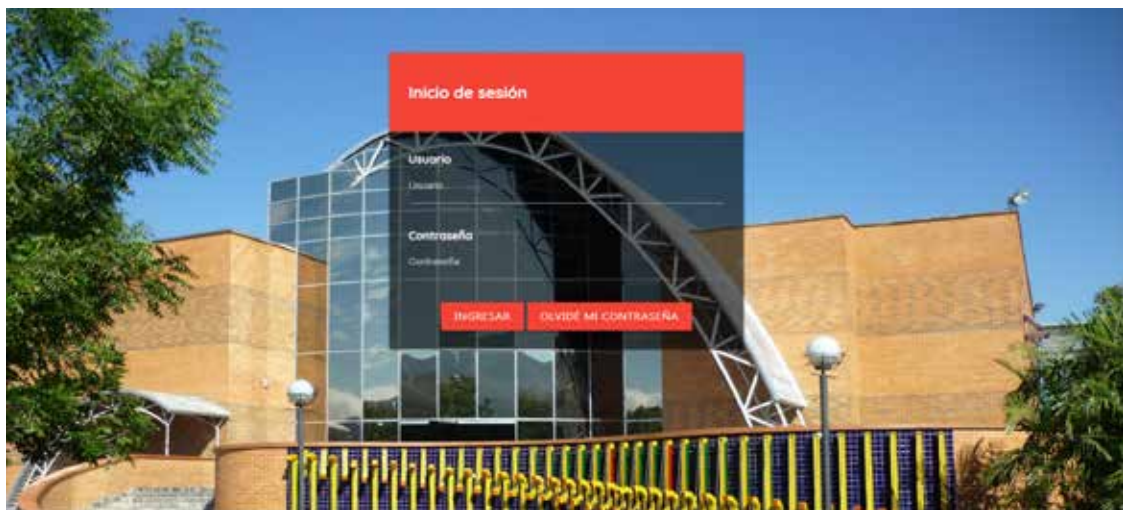 Inicio de sesión
Usuario
Usuario
Contraseña
Contraseña
INGRESAR OLVIDÉ MI CONTRASEÑA